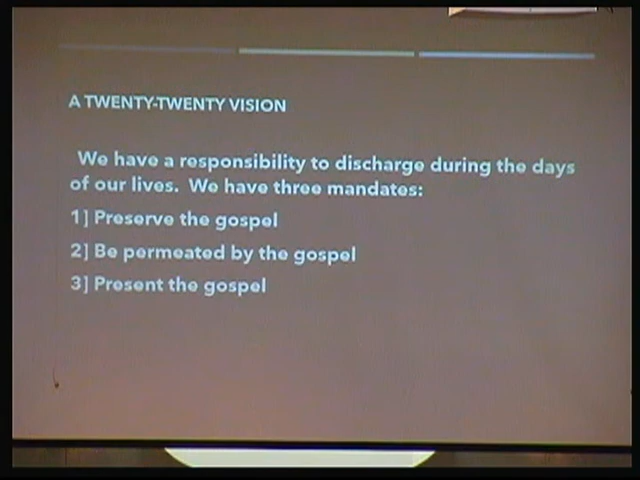 A TWENTY-TWENTY VISION
We have a responsibility to discharge during the days
of our lives. We have three mandates:
1] Preserve the gospel
2] Be permeated by the gospel
3] Present the gospel